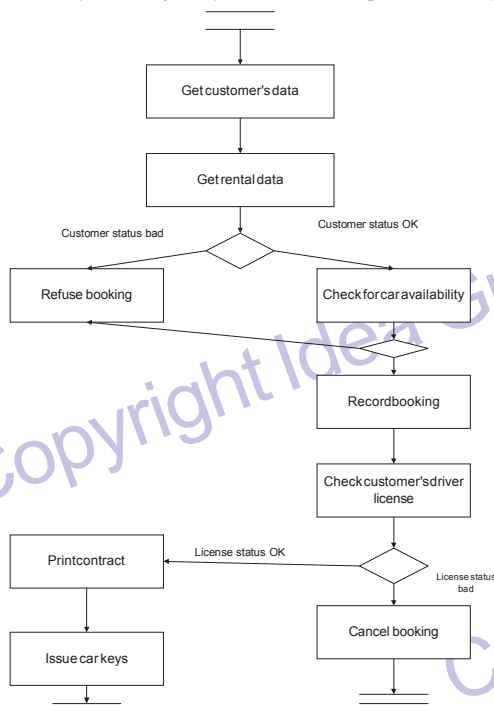 Get customer's data
Get rental data
Customer status bad
Customer status OK
Refuse booking
Check for car availability
Record booking
Check customer's driver
license
License status OK
Print contract
License status
bad
Cancel booking
Issue car keys
Copyright Idea Gr
C